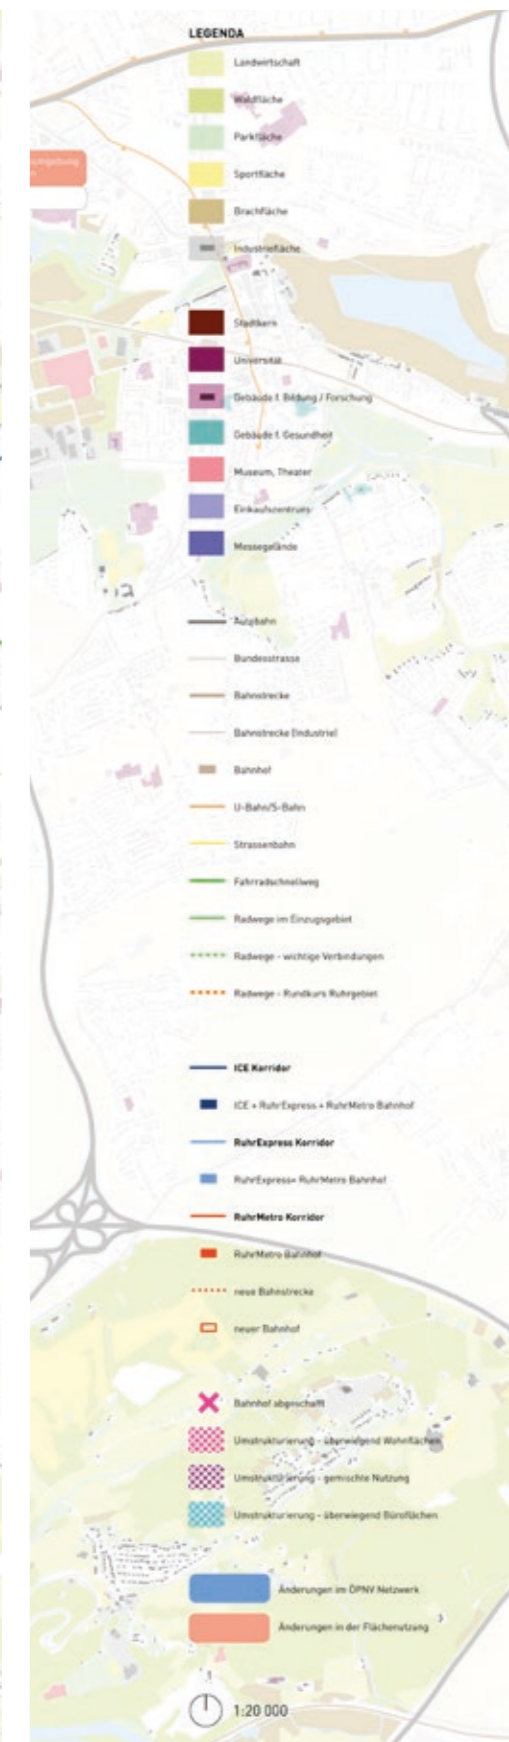 LEGENDA
Landwirtschaft
Waldfläche
Parkfläche
Sportfläche
Brachfläche
Industriefläche
Stadtkern
Universität
Gebäude f. Bildung / Forschung
Gebäude f. Gesundheit
Museum, Theater
Einkaufszentrum
Messegelände
Autobahn
Bundesstrasse
Bahnstrecke
Bahnstrecke (Industrie)
Bahnhof
U-Bahn/S-Bahn
Strassenbahn
Fahrradschnellweg
Radwege im Einzugsgebiet
Radwege - wichtige Verbindungen
Radwege - Rundkurs Ruhrgebiet
ICE Korridor
ICE + RuhrExpress + RuhrMetro Bahnhof
RuhrExpress Korridor
RuhrExpress+ RuhrMetro Bahnhof
RuhrMetro Korridor
RuhrMetro Bahnhof
neue Bahnstrecke
neuer Bahnhof
Bahnhof abgeschafft
Umstrukturierung - überwiegend Wohnflächen
Umstrukturierung - gemischte Nutzung
Umstrukturierung - überwiegend Büroflächen
Änderungen im ÖPNV Netzwerk
Änderungen in der Flächenutzung
1:20 000